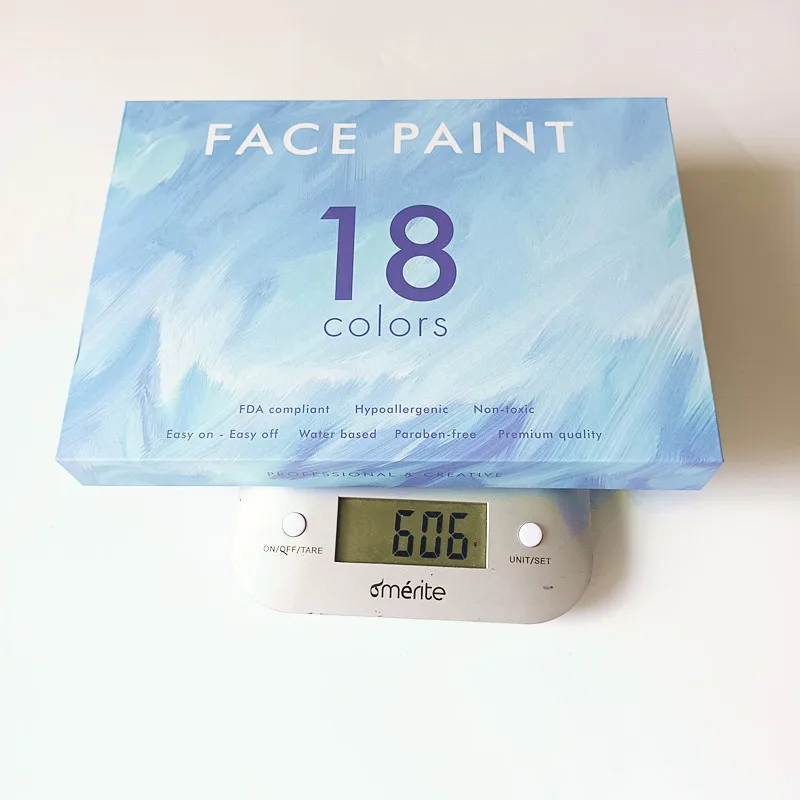 FACE PAINT
18
colors
FDA compliant Hypoallergenic Non-toxic
Easy on - Easy off Water based Paraben-free Premium quality
PROFESSIONAL & CREATIVE
606
ON/OFF/TARE
UNIT/SET
mérite